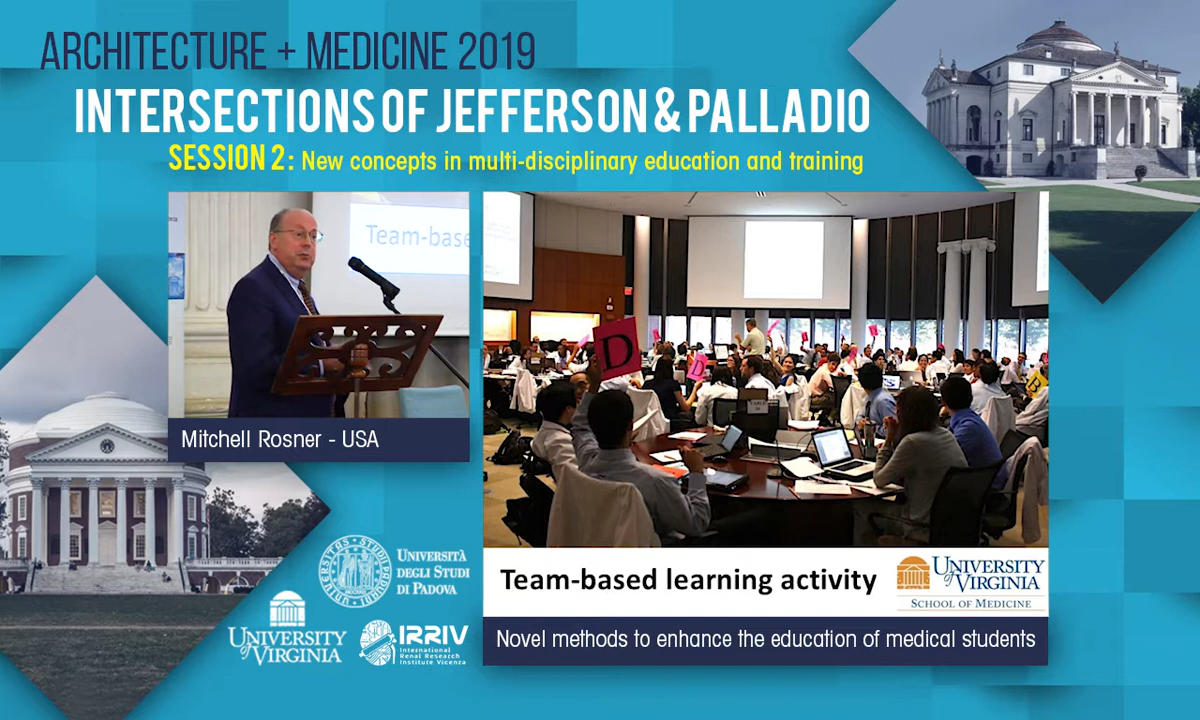 ARCHITECTURE + MEDICINE 2019
INTERSECTIONS OF JEFFERSON & PALLADIO
SESSION 2: New concepts in multi-disciplinary education and training
Team-base
Mitchell Rosner - USA
D
D
B
Team-based learning activity
UNIVERSITY
of VIRGINIA
SCHOOL OF MEDICINE
Novel methods to enhance the education of medical students
UNIVERSITÀ
DEGLI STUDI
DI PADOVA
UNIVERSITY
of VIRGINIA
IRRIV
International
Renal Research
Institute Vicenza